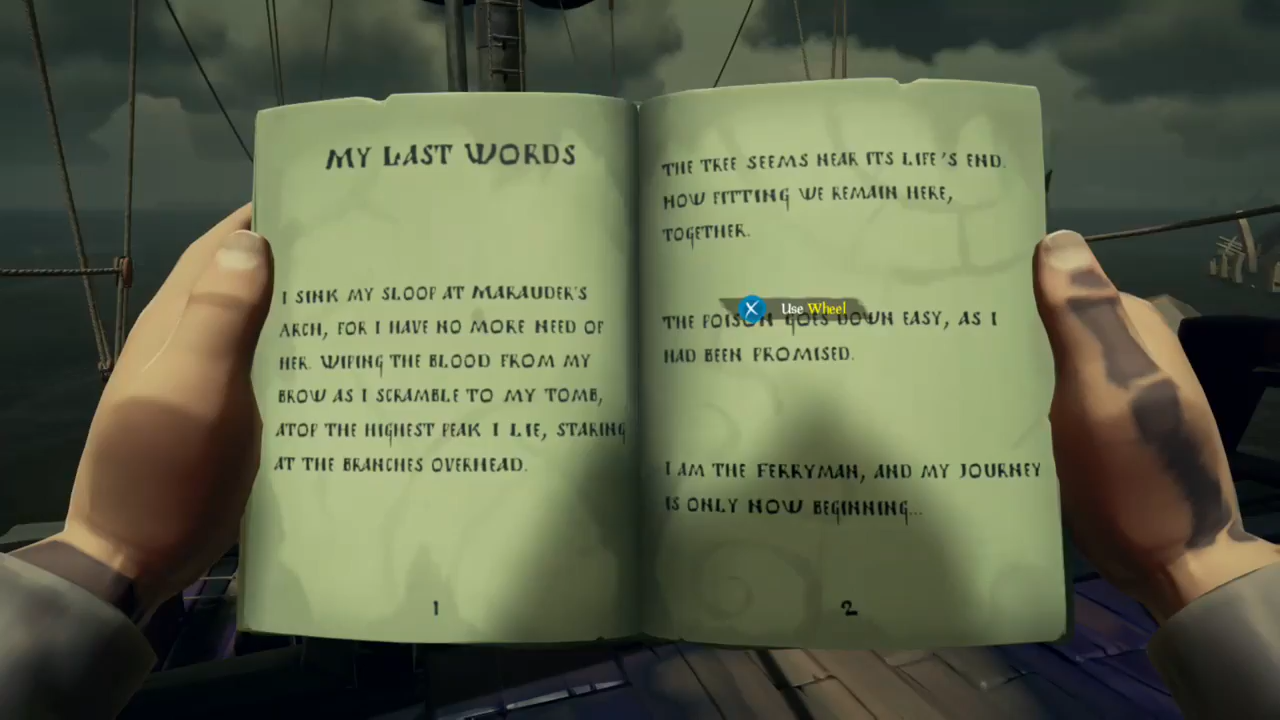 MY LAST WORDS
I SINK MY SLOOP AT MARAUDER'S
ARCH, FOR I HAVE NO MORE NEED OF
HER. WIPING THE BLOOD FROM MY
BROW AS I SCRAMBLE TO MY TOMB,
ATOP THE HIGHEST PEAK I LIE, STARING
AT THE BRANCHES OVERHEAD.
1
THE TREE SEEMS NEAR ITS LIFE'S END.
HOW FITTING WE REMAIN HERE,
TOGETHER.
X Use Wheel
THE POISON GOES DOWN EASY, AS I
HAD BEEN PROMISED.
I AM THE FERRYMAN, AND MY JOURNEY
IS ONLY NOW BEGINNING...
2